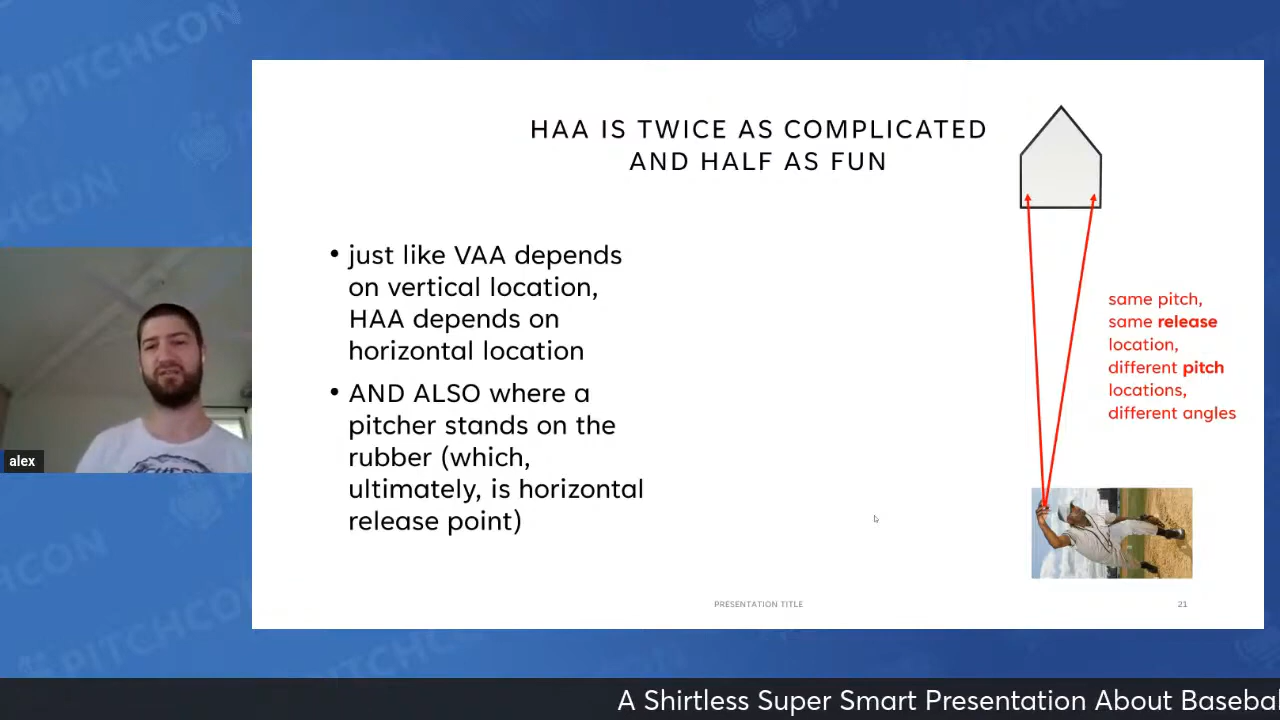 PITCHCON
HAA IS TWICE AS COMPLICATED
AND HALF AS FUN
• just like VAA depends
on vertical location,
HAA depends on
horizontal location
• AND ALSO where a
pitcher stands on the
rubber (which,
ultimately, is horizontal
release point)
same pitch,
same release
location,
different pitch
locations,
different angles
alex
PRESENTATION TITLE
21
A Shirtless Super Smart Presentation About Baseba